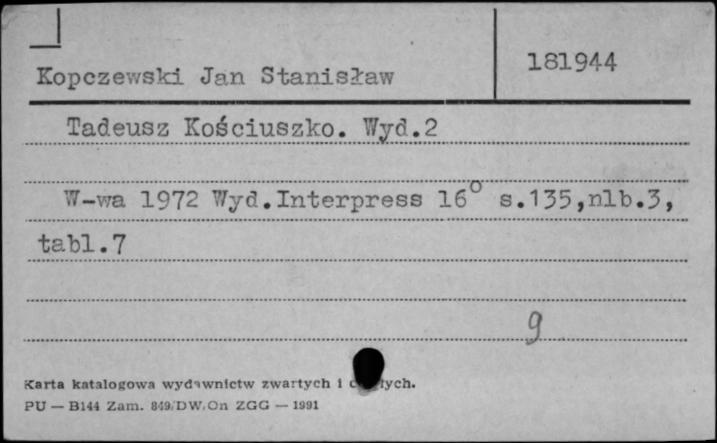 Kopczewski Jan Stanisław
181944
Tadeusz Kościuszko. Wyd.2
W-wa 1972 Wyd.Interpress 16° s.135,nlb.3,
tabl.7
9
Karta katalogowa wydawnictw zwartych i
PU — B144 Zam. 849/DW/On ZGG — 1991